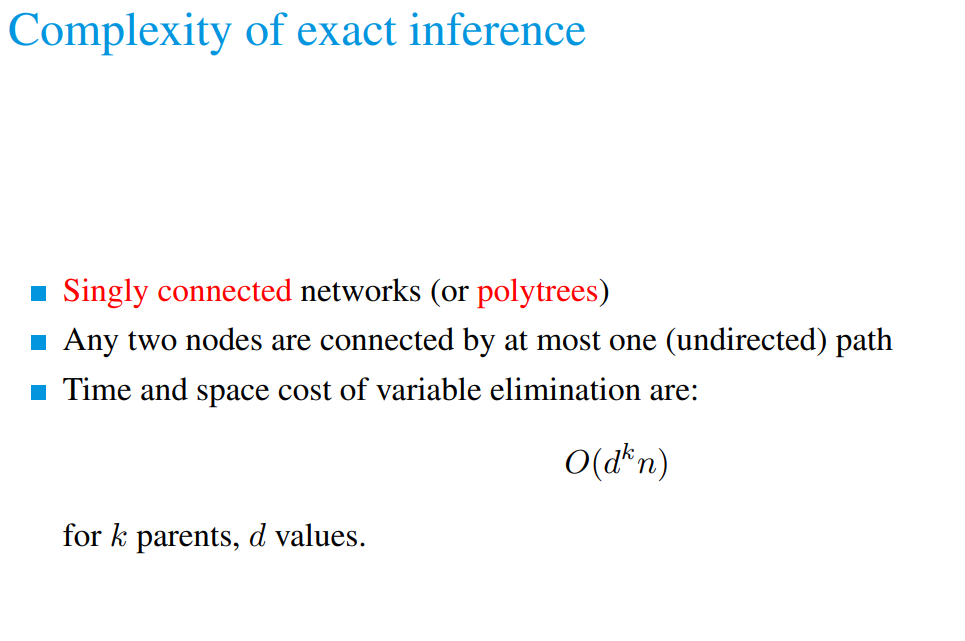 Complexity of exact inference
Singly connected networks (or polytrees)
Any two nodes are connected by at most one (undirected) path
Time and space cost of variable elimination are:
O(d^k n)
for k parents, d values.